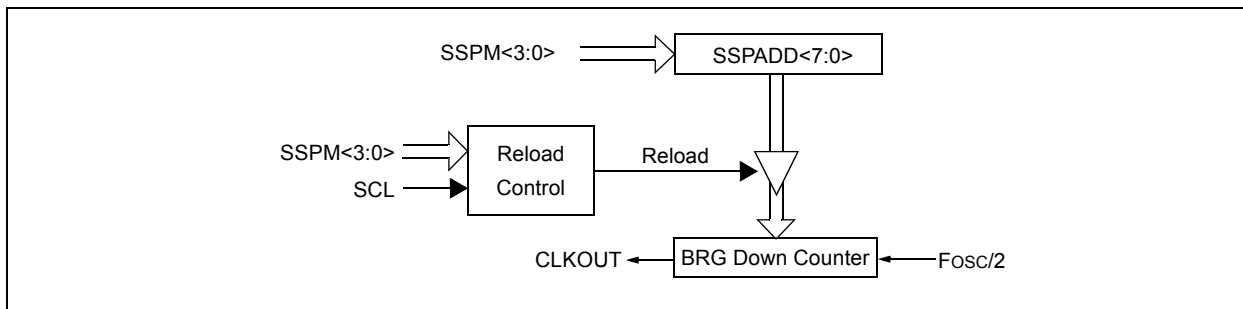 SSPM<3:0>
SSPADD<7:0>
SSPM<3:0>
SCL
Reload
Control
Reload
CLKOUT
BRG Down Counter
FOSC/2